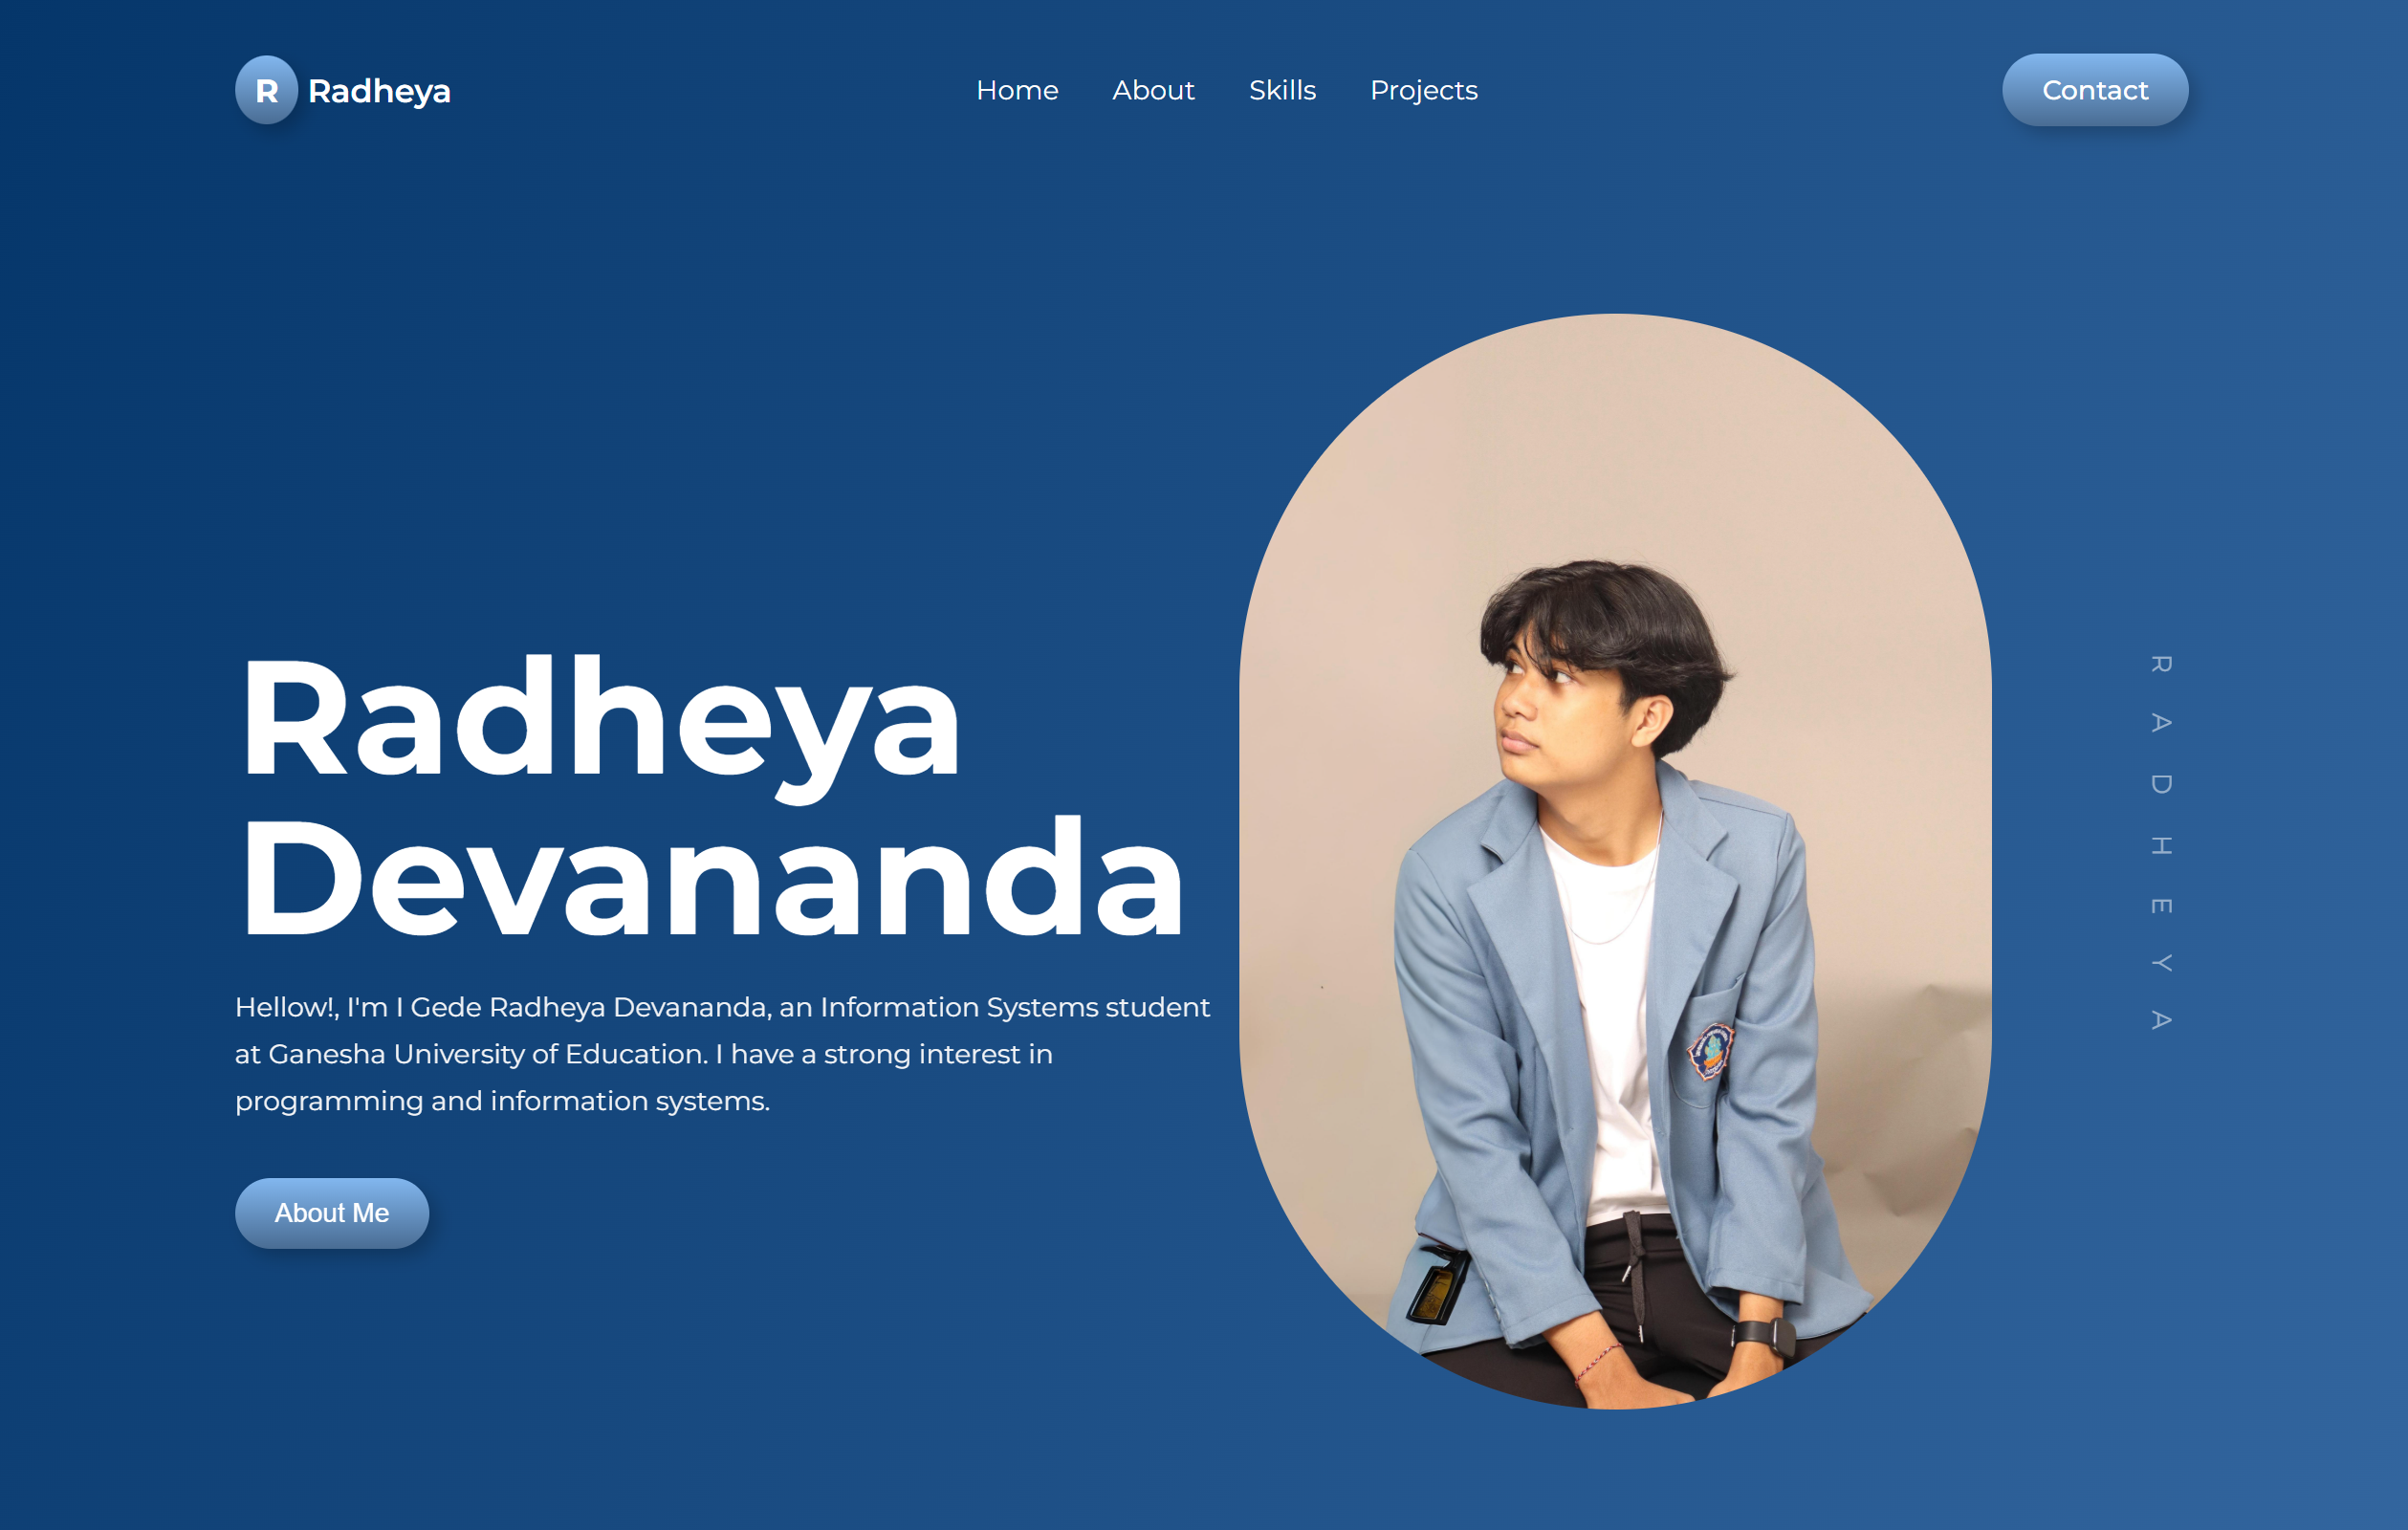 R Radheya
Home About Skills Projects
Contact
Radheya
Devananda
Hellow!, I'm I Gede Radheya Devananda, an Information Systems student
at Ganesha University of Education. I have a strong interest in
programming and information systems.
About Me
RADHEYA